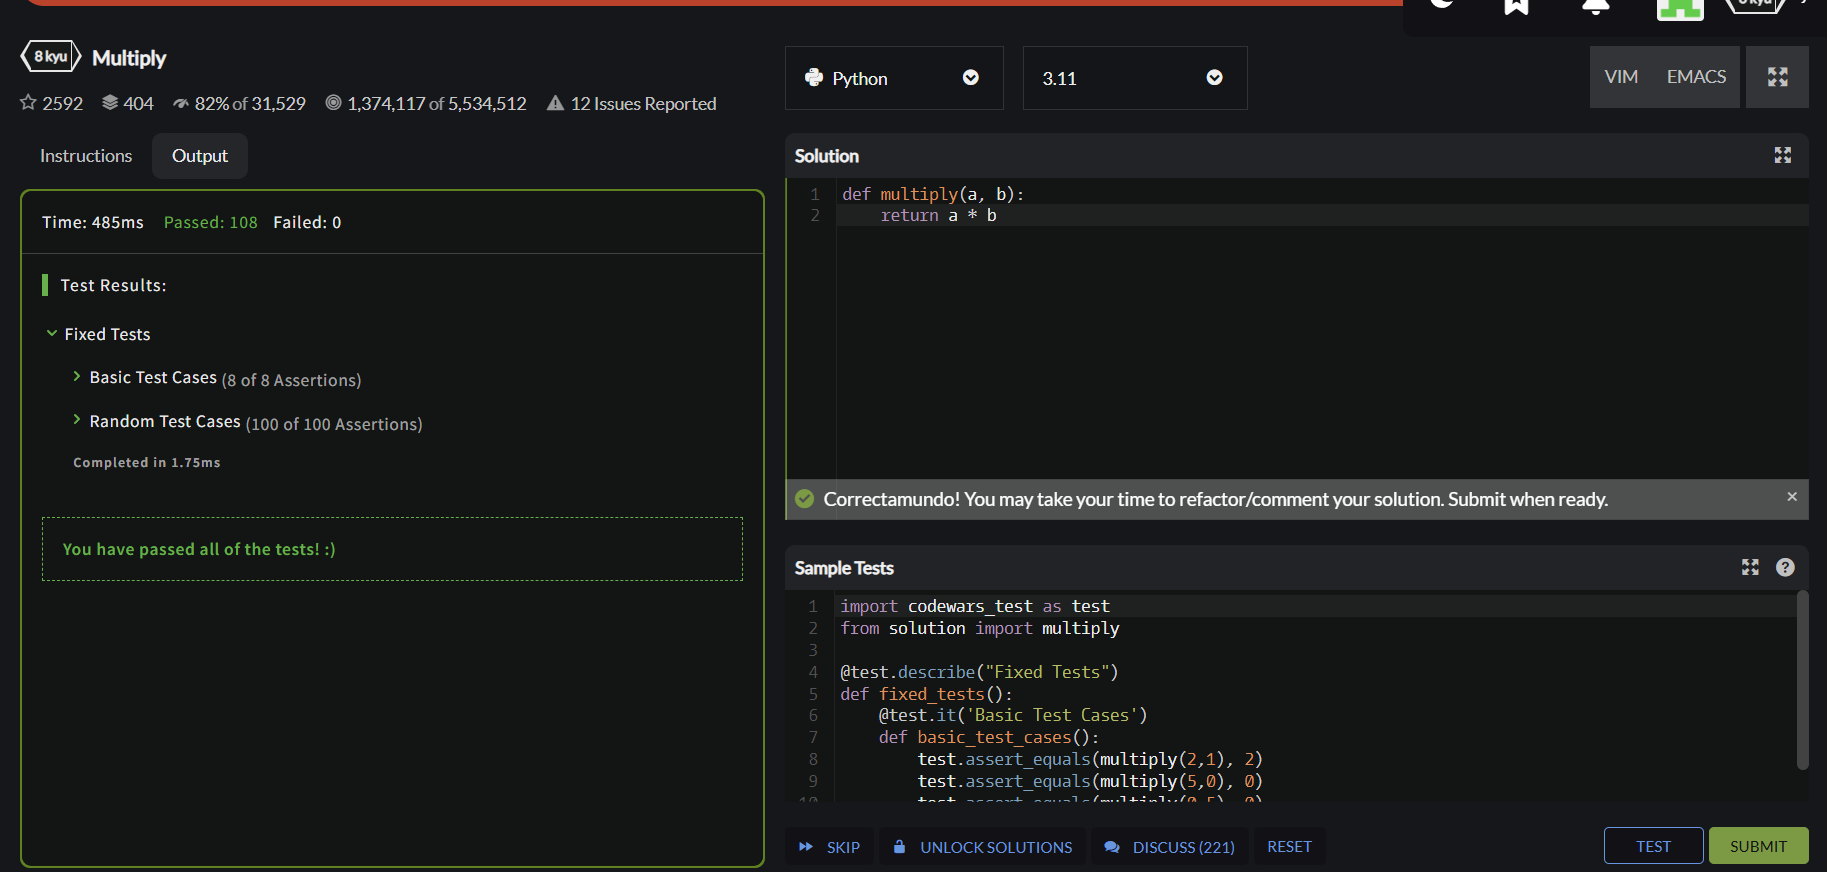 8 kyu Multiply
2592 404 82% of 31,529 1,374,117 of 5,534,512 12 Issues Reported
Instructions Output
Time: 485ms Passed: 108 Failed: 0
Test Results:
Fixed Tests
Basic Test Cases (8 of 8 Assertions)
Random Test Cases (100 of 100 Assertions)
Completed in 1.75ms
You have passed all of the tests! :)
Python 3.11 VIM EMACS
Solution
1 def multiply(a, b):
2     return a * b
Correctamundo! You may take your time to refactor/comment your solution. Submit when ready. ×
Sample Tests ?
1 import codewars_test as test
2 from solution import multiply
3
4 @test.describe("Fixed Tests")
5 def fixed_tests():
6     @test.it('Basic Test Cases')
7     def basic_test_cases():
8         test.assert_equals(multiply(2,1), 2)
9         test.assert_equals(multiply(5,0), 0)
SKIP UNLOCK SOLUTIONS DISCUSS (221) RESET TEST SUBMIT